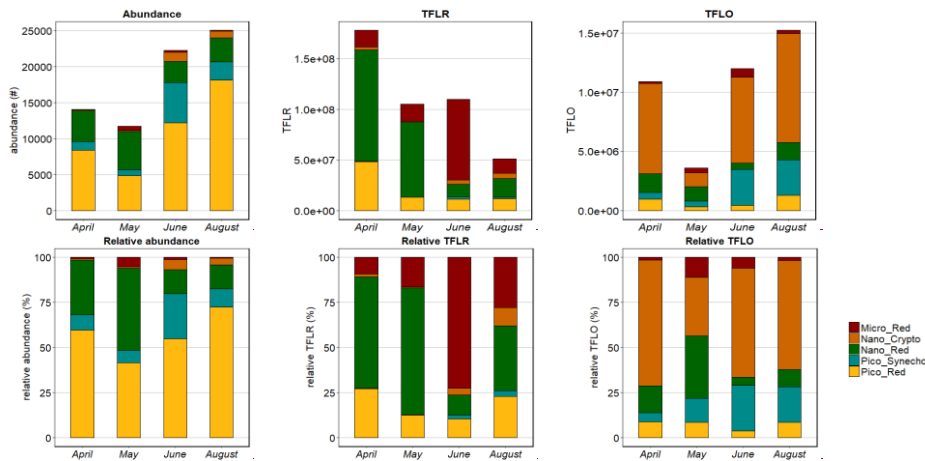 Abundance
abundance (#)
25000
20000
15000
10000
5000
0
April May June August
TFLR
TFLR
1.5e+08
1.0e+08
5.0e+07
0.0e+00
April May June August
TFLO
TFLO
1.5e+07
1.0e+07
5.0e+06
0.0e+00
April May June August
Relative abundance
relative abundance (%)
100
75
50
25
0
April May June August
Relative TFLR
relative TFLR (%)
100
75
50
25
0
April May June August
Relative TFLO
relative TFLO (%)
100
75
50
25
0
April May June August
Micro_Red
Nano_Crypto
Nano_Red
Pico_Synecho
Pico_Red